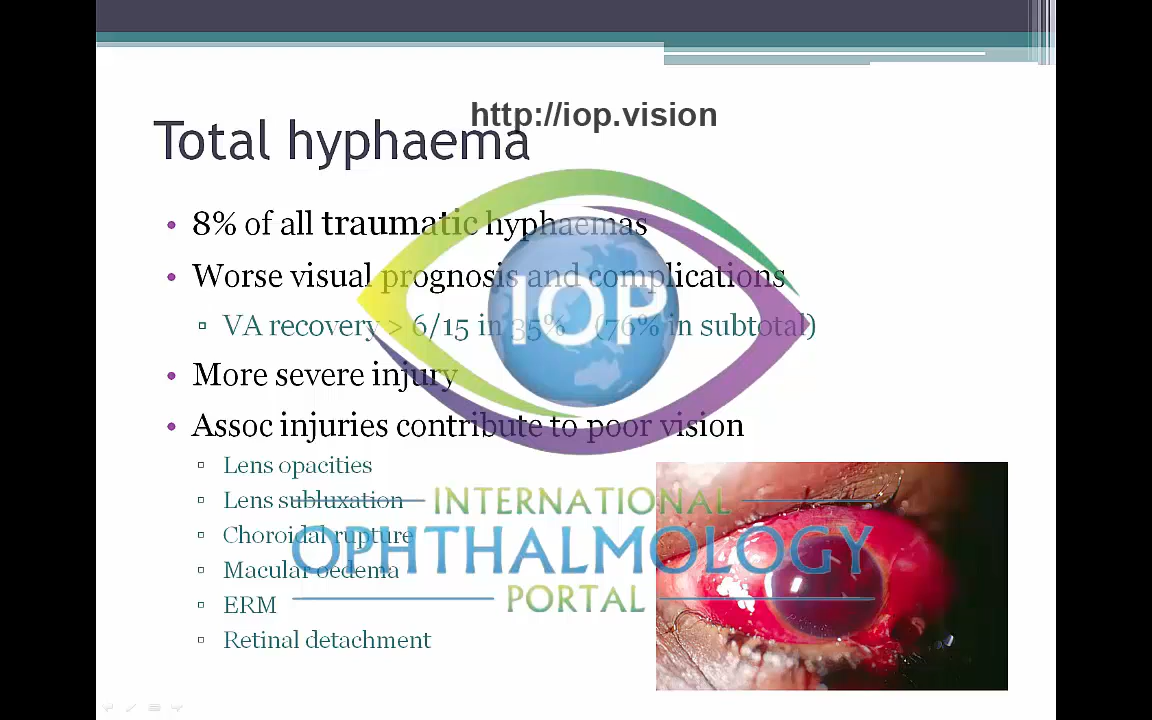 http://iop.vision
Total hyphaema
• 8% of all traumatic hyphaemas
• Worse visual prognosis and complications
▫ VA recovery > 6/15 in 35% (76% in subtotal)
• More severe injury
• Assoc injuries contribute to poor vision
▫ Lens opacities
▫ Lens subluxation
▫ Choroidal rupture
▫ Macular oedema
▫ ERM
▫ Retinal detachment
IOP
INTERNATIONAL
OPHTHALMOLOGY
PORTAL